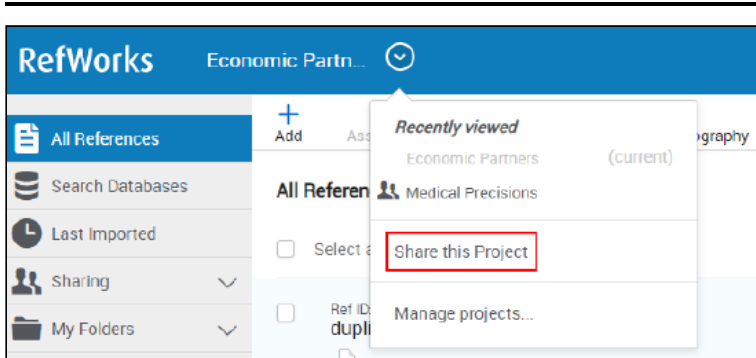 RefWorks Economic Partn...
All References
Search Databases
Last Imported
Sharing
My Folders
Add
All Referen
Select a
Ref ID:
dupli
Recently viewed
Economic Partners (current)
Medical Precisions
Share this Project
Manage projects...
ography